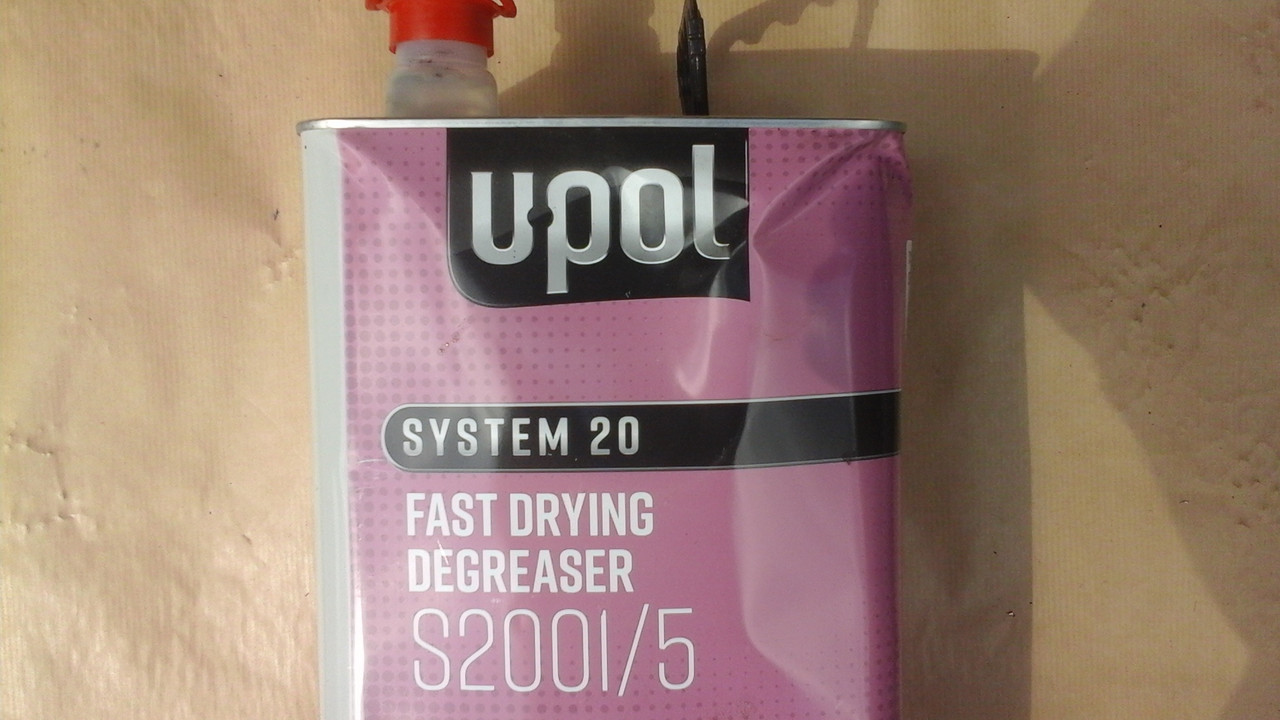 upol
SYSTEM 20
FAST DRYING
DEGREASER
S2001/5